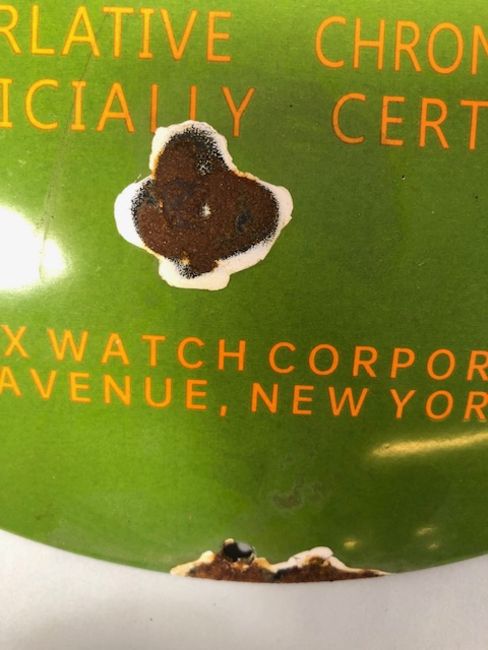 RLATIVE CHRON
ICIALLY CERT
X WATCH CORPOR
AVENUE, NEW YOR